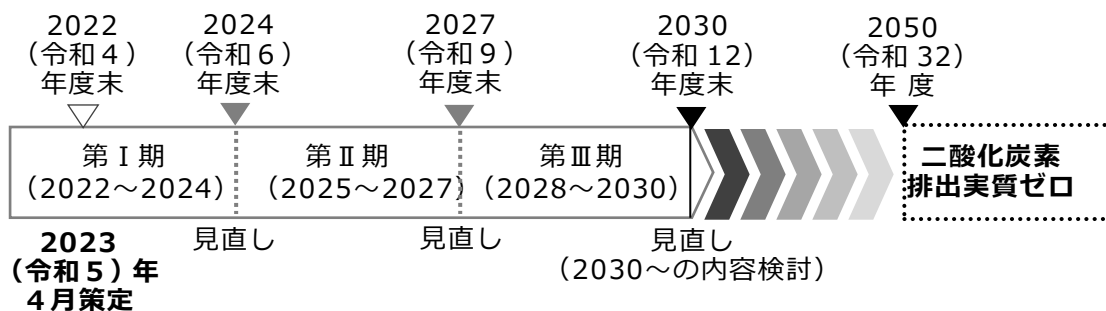 2022
（令和４）
年度末
2024
（令和６）
年度末
2027
（令和９）
年度末
2030
（令和 12）
年度末
2050
（令和 32）
年 度
第Ⅰ期
（2022～2024）
第Ⅱ期
（2025～2027）
第Ⅲ期
（2028～2030）
二酸化炭素
排出実質ゼロ
2023
（令和５）年
４月策定
見直し
見直し
見直し
（2030～の内容検討）